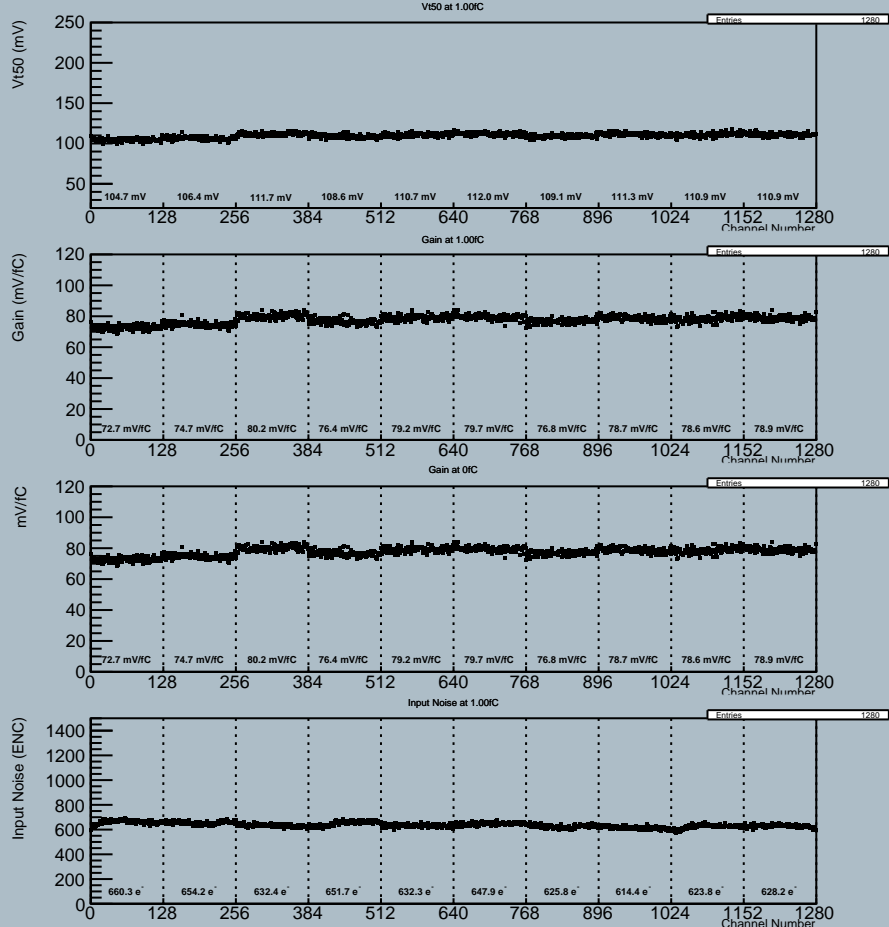 Vt50 at 1.00fC
Entries 1280
Vt50 (mV)
250
200
150
100
50
104.7 mV 106.4 mV 111.7 mV 108.6 mV 110.7 mV 112.0 mV 109.1 mV 111.3 mV 110.9 mV 110.9 mV
0 128 256 384 512 640 768 896 1024 1152 1280
Channel Number
Gain at 1.00fC
Entries 1280
Gain (mV/fC)
120
100
80
60
40
20
0
72.7 mV/fC 74.7 mV/fC 80.2 mV/fC 76.4 mV/fC 79.2 mV/fC 79.7 mV/fC 76.8 mV/fC 78.7 mV/fC 78.6 mV/fC 78.9 mV/fC
0 128 256 384 512 640 768 896 1024 1152 1280
Channel Number
Gain at 0fC
Entries 1280
mV/fC
120
100
80
60
40
20
0
72.7 mV/fC 74.7 mV/fC 80.2 mV/fC 76.4 mV/fC 79.2 mV/fC 79.7 mV/fC 76.8 mV/fC 78.7 mV/fC 78.6 mV/fC 78.9 mV/fC
0 128 256 384 512 640 768 896 1024 1152 1280
Channel Number
Input Noise at 1.00fC
Entries 1280
Input Noise (ENC)
1400
1200
1000
800
600
400
200
0
660.3 e⁻ 654.2 e⁻ 632.4 e⁻ 651.7 e⁻ 632.3 e⁻ 647.9 e⁻ 625.8 e⁻ 614.4 e⁻ 623.8 e⁻ 628.2 e⁻
0 128 256 384 512 640 768 896 1024 1152 1280
Channel Number